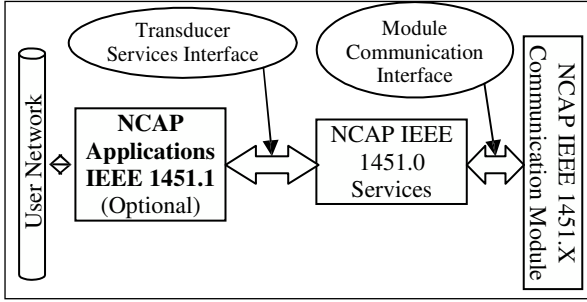 Transducer
Services Interface
Module
Communication
Interface
User Network
NCAP
Applications
IEEE 1451.1
(Optional)
NCAP IEEE
1451.0
Services
NCAP IEEE 1451.X
Communication Module